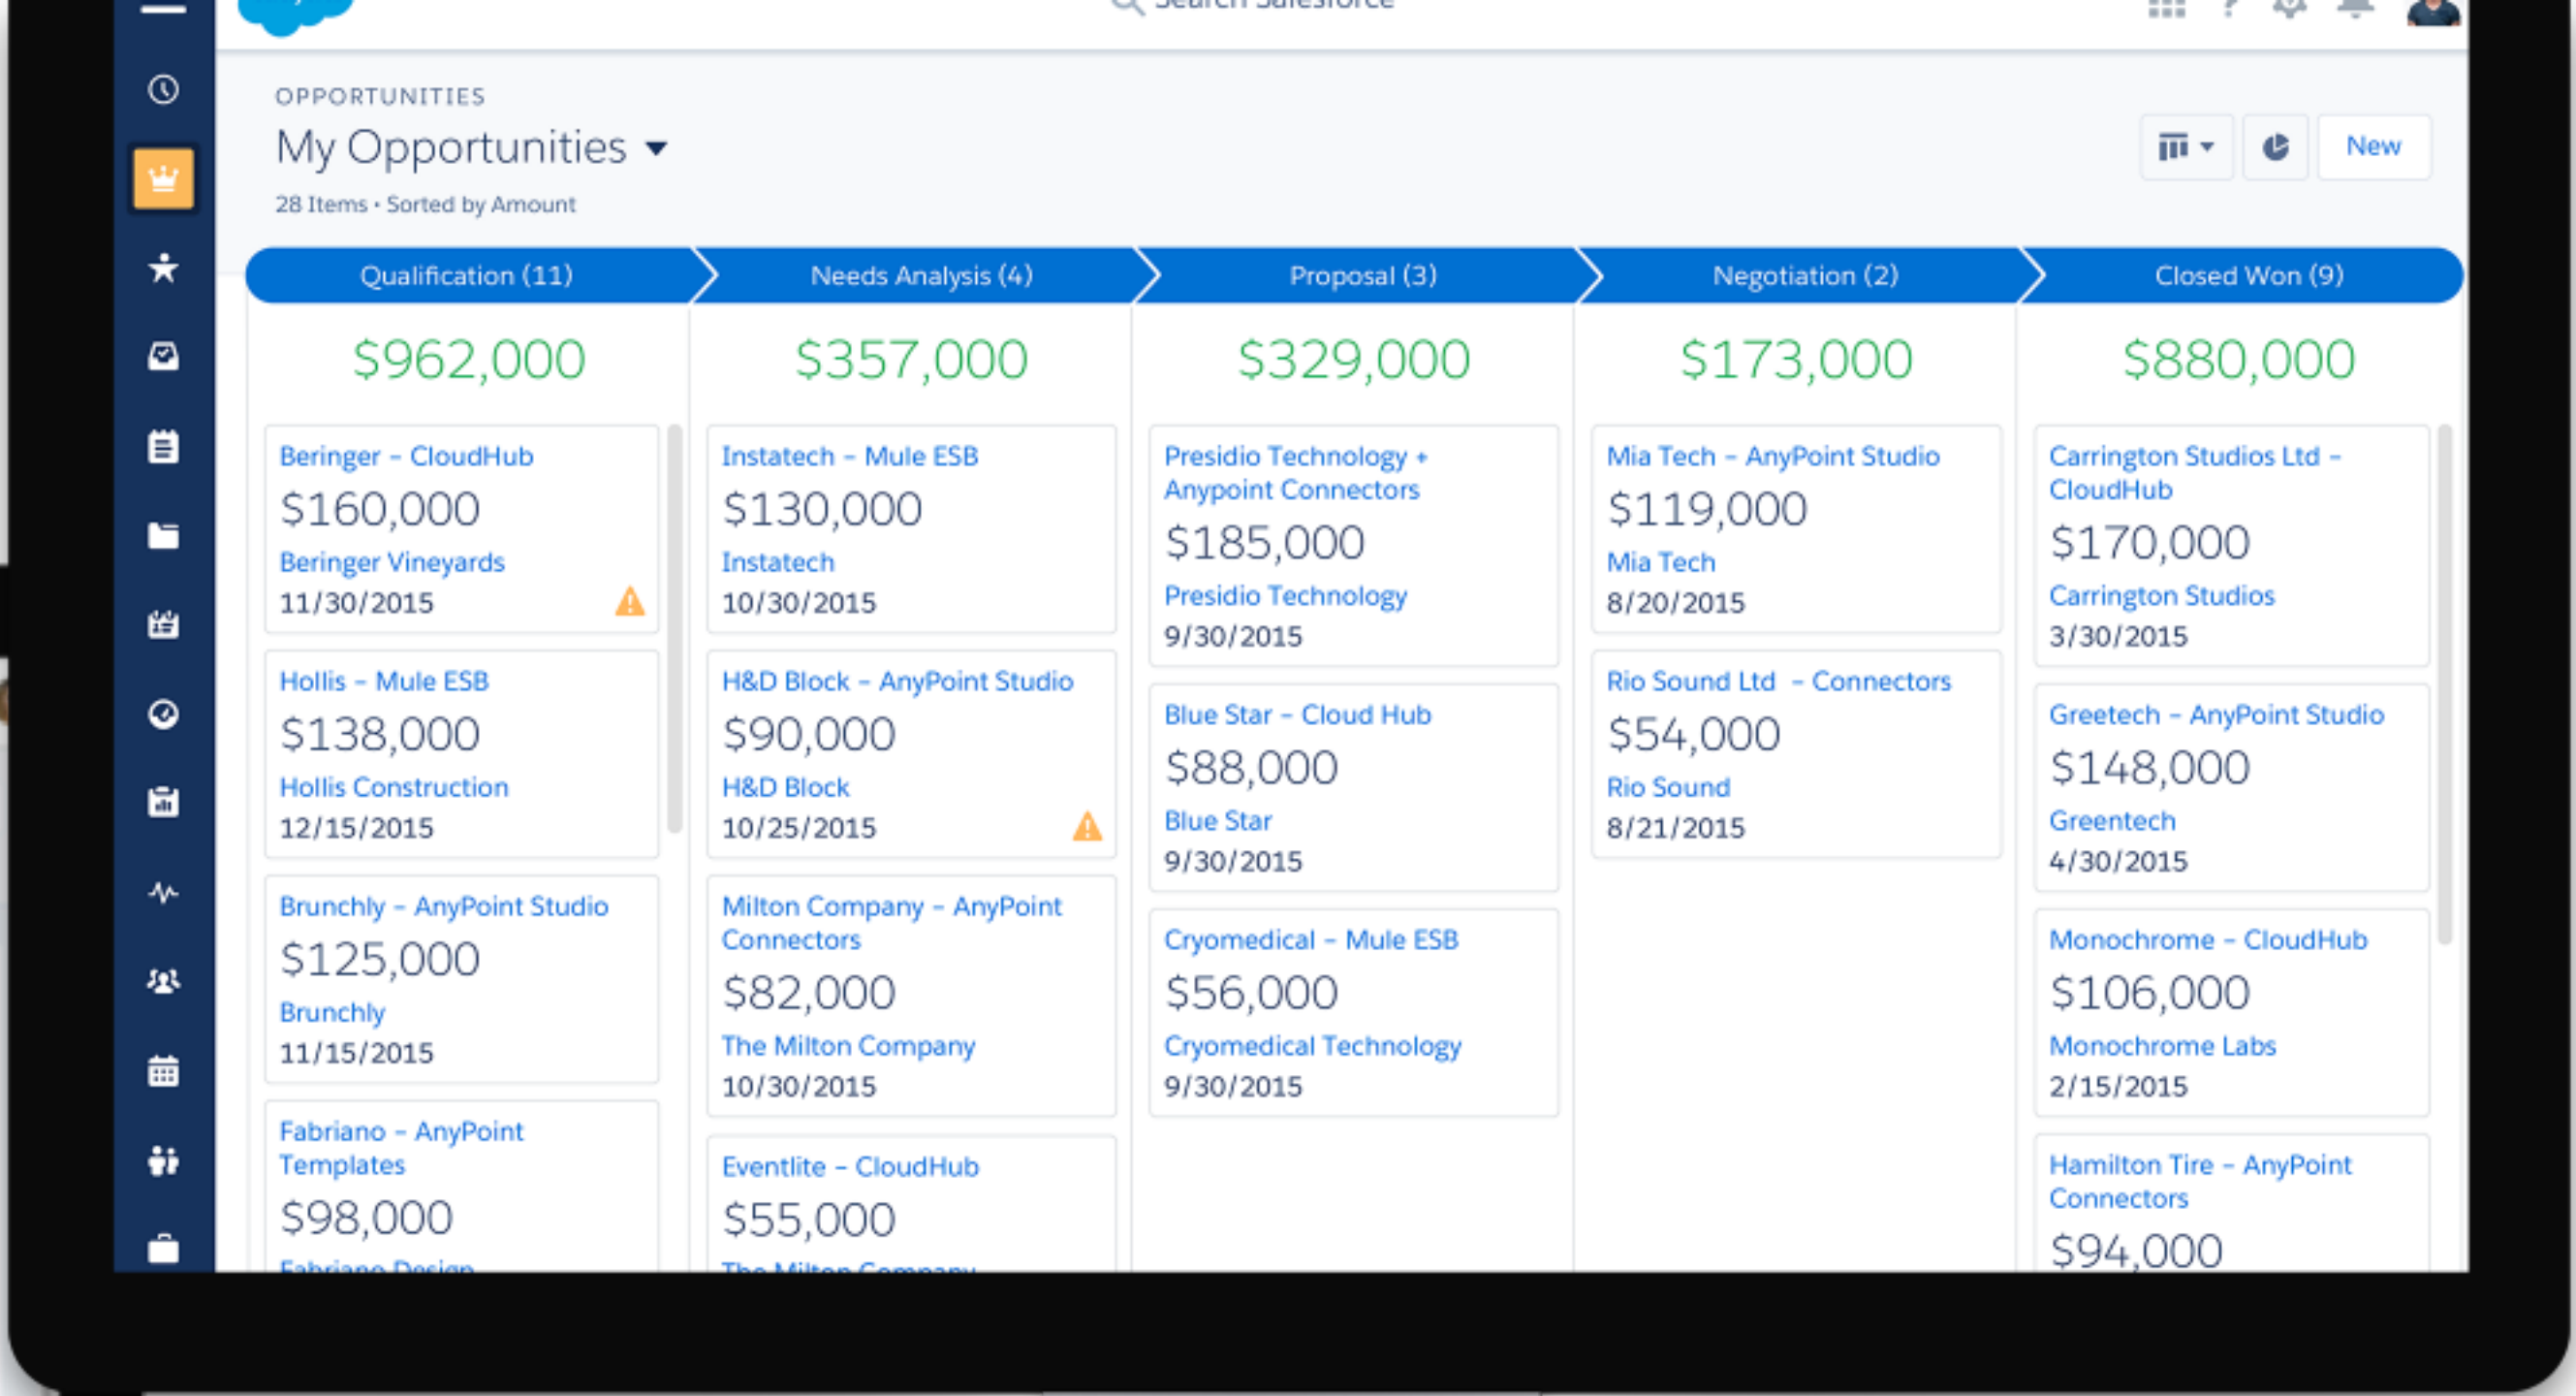 Search Salesforce
OPPORTUNITIES
My Opportunities
28 Items • Sorted by Amount
New
Qualification (11)
Needs Analysis (4)
Proposal (3)
Negotiation (2)
Closed Won (9)
$962,000
$357,000
$329,000
$173,000
$880,000
Beringer – CloudHub
$160,000
Beringer Vineyards
11/30/2015
Hollis – Mule ESB
$138,000
Hollis Construction
12/15/2015
Brunchly – AnyPoint Studio
$125,000
Brunchly
11/15/2015
Fabriano – AnyPoint
Templates
$98,000
Fabriano Design
Instatech – Mule ESB
$130,000
Instatech
10/30/2015
H&D Block – AnyPoint Studio
$90,000
H&D Block
10/25/2015
Milton Company – AnyPoint
Connectors
$82,000
The Milton Company
10/30/2015
Eventlite – CloudHub
$55,000
The Milton Company
Presidio Technology +
Anypoint Connectors
$185,000
Presidio Technology
9/30/2015
Blue Star – Cloud Hub
$88,000
Blue Star
9/30/2015
Cryomedical – Mule ESB
$56,000
Cryomedical Technology
9/30/2015
Mia Tech – AnyPoint Studio
$119,000
Mia Tech
8/20/2015
Rio Sound Ltd – Connectors
$54,000
Rio Sound
8/21/2015
Carrington Studios Ltd –
CloudHub
$170,000
Carrington Studios
3/30/2015
Greetech – AnyPoint Studio
$148,000
Greentech
4/30/2015
Monochrome – CloudHub
$106,000
Monochrome Labs
2/15/2015
Hamilton Tire – AnyPoint
Connectors
$94,000